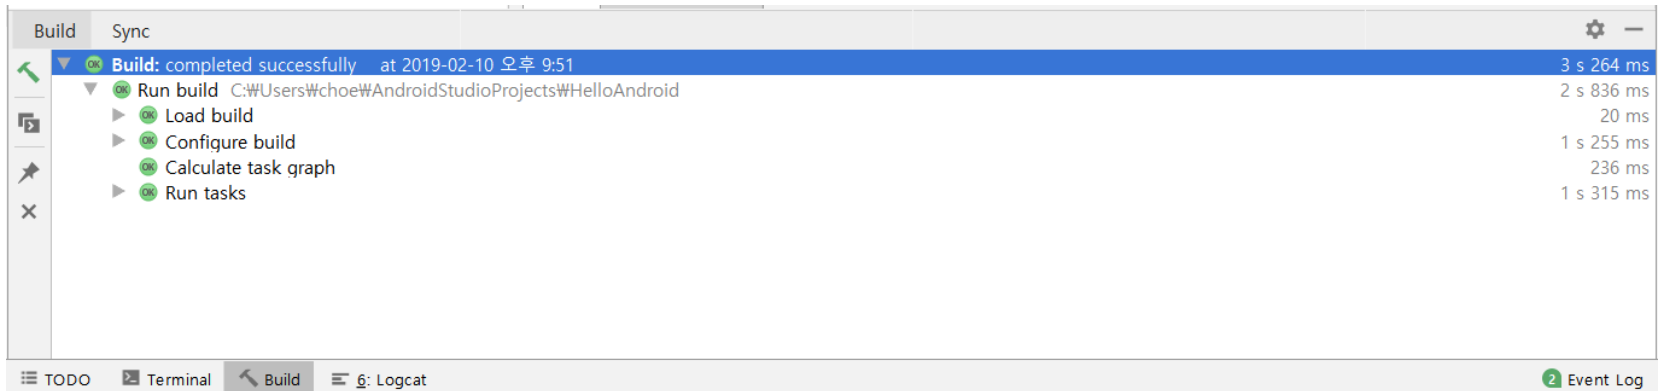 Build Sync
Build: completed successfully at 2019-02-10 오후 9:51 3 s 264 ms
Run build C:₩Users₩choe₩AndroidStudioProjects₩HelloAndroid 2 s 836 ms
Load build 20 ms
Configure build 1 s 255 ms
Calculate task graph 236 ms
Run tasks 1 s 315 ms
TODO Terminal Build 6: Logcat 2 Event Log